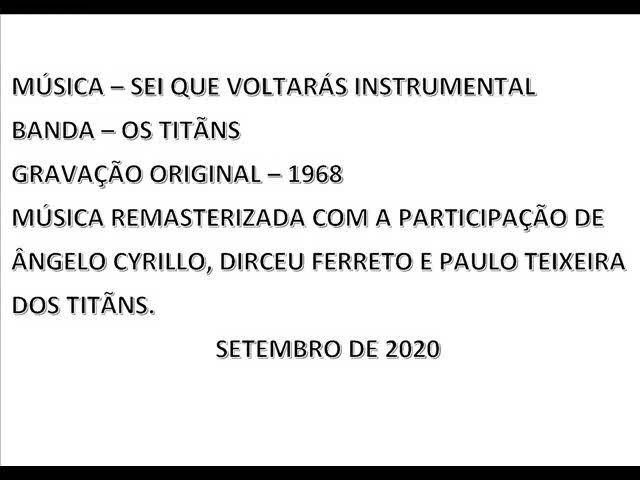 MÚSICA – SEI QUE VOLTARÁS INSTRUMENTAL
BANDA – OS TITÃNS
GRAVAÇÃO ORIGINAL – 1968
MÚSICA REMASTERIZADA COM A PARTICIPAÇÃO DE
ÂNGELO CYRILLO, DIRCEU FERRETO E PAULO TEIXEIRA
DOS TITÃNS.
SETEMBRO DE 2020